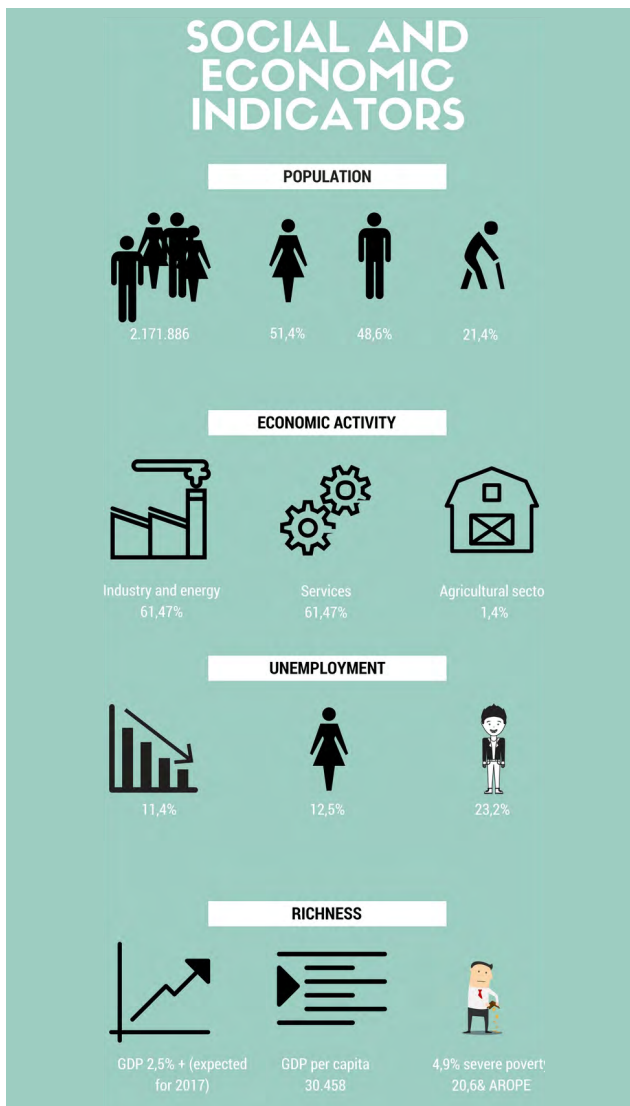 SOCIAL AND
ECONOMIC
INDICATORS
POPULATION
2.171.886
51,4%
48,6%
21,4%
ECONOMIC ACTIVITY
Industry and energy
61,47%
Services
61,47%
Agricultural secto
1,4%
UNEMPLOYMENT
11,4%
12,5%
23,2%
RICHNESS
GDP 2,5% + (expected
for 2017)
GDP per capita
30.458
4,9% severe povert
20,6& AROPE